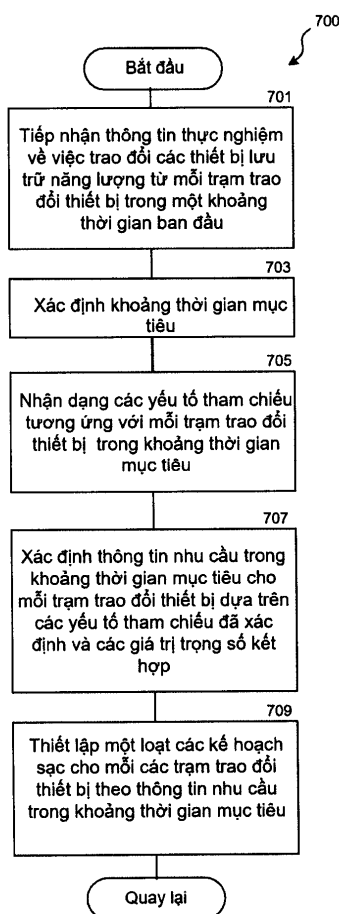 700
Bắt đầu
701
Tiếp nhận thông tin thực nghiệm
về việc trao đổi các thiết bị lưu
trữ năng lượng từ mỗi trạm trao
đổi thiết bị trong một khoảng
thời gian ban đầu
703
Xác định khoảng thời gian mục
tiêu
705
Nhận dạng các yếu tố tham chiếu
tương ứng với mỗi trạm trao đổi
thiết bị trong khoảng thời gian
mục tiêu
707
Xác định thông tin nhu cầu trong
khoảng thời gian mục tiêu cho
mỗi trạm trao đổi thiết bị dựa trên
các yếu tố tham chiếu đã xác
định và các giá trị trọng số kết
hợp
709
Thiết lập một loạt các kế hoạch
sạc cho mỗi các trạm trao đổi
thiết bị theo thông tin nhu cầu
trong khoảng thời gian mục tiêu
Quay lại